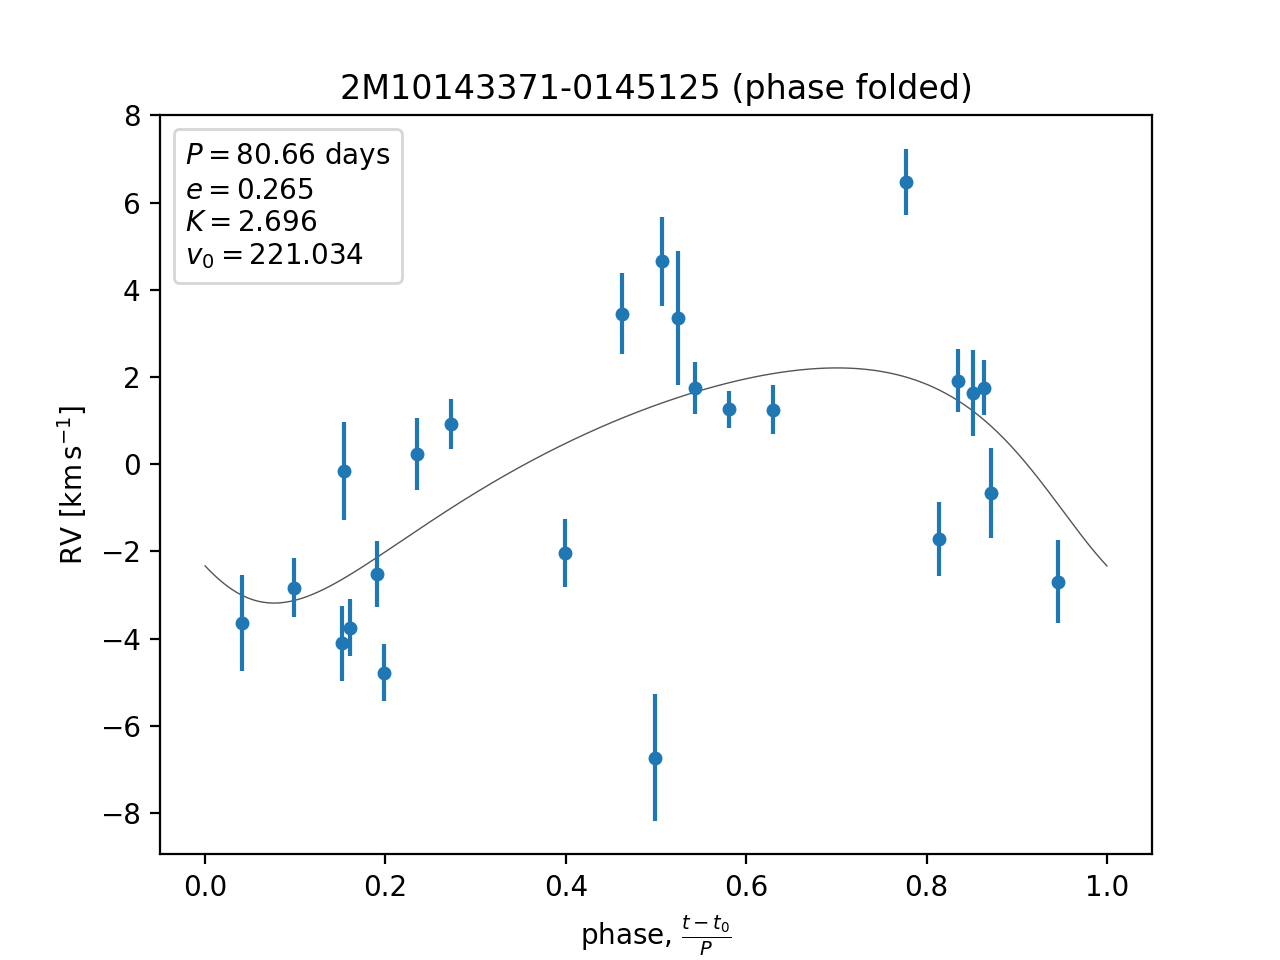 2M10143371-0145125 (phase folded)
P = 80.66 days
e = 0.265
K = 2.696
v₀ = 221.034
8
6
4
2
0
−2
−4
−6
−8
RV [km s⁻¹]
0.0 0.2 0.4 0.6 0.8 1.0
phase, (t − t₀)/P